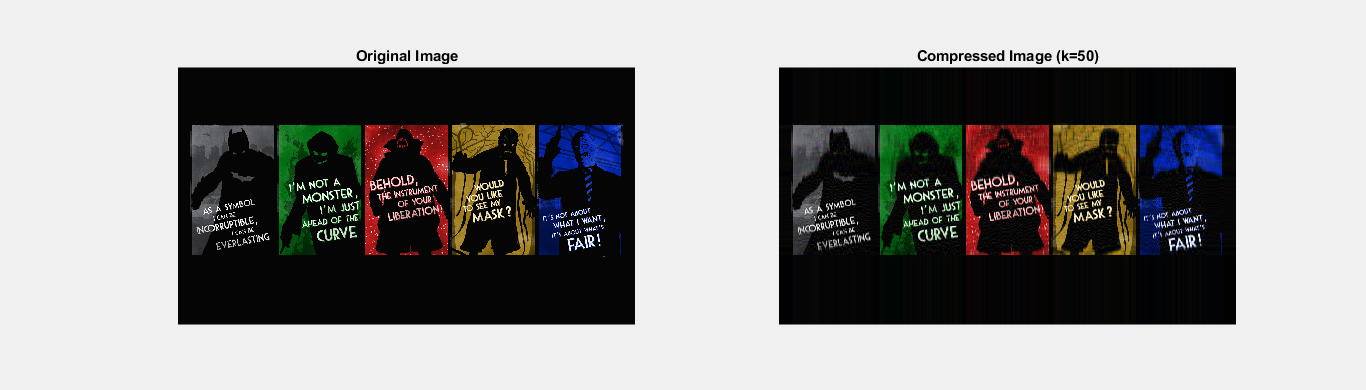 Original Image
AS A SYMBOL
I CAN BE
INCORRUPTIBLE,
I CAN BE
EVERLASTING
I'M NOT A
MONSTER,
I'M JUST
AHEAD OF THE
CURVE
BEHOLD,
THE INSTRUMENT
OF YOUR
LIBERATION!
WOULD
YOU LIKE
TO SEE MY
MASK?
IT'S NOT ABOUT
WHAT I WANT,
IT'S ABOUT WHAT'S
FAIR!
Compressed Image (k=50)
AS A SYMBOL
I CAN BE
INCORRUPTIBLE,
I CAN BE
EVERLASTING
I'M NOT A
MONSTER,
I'M JUST
AHEAD OF THE
CURVE
BEHOLD,
THE INSTRUMENT
OF YOUR
LIBERATION!
WOULD
YOU LIKE
TO SEE MY
MASK?
IT'S NOT ABOUT
WHAT I WANT,
IT'S ABOUT WHAT'S
FAIR!